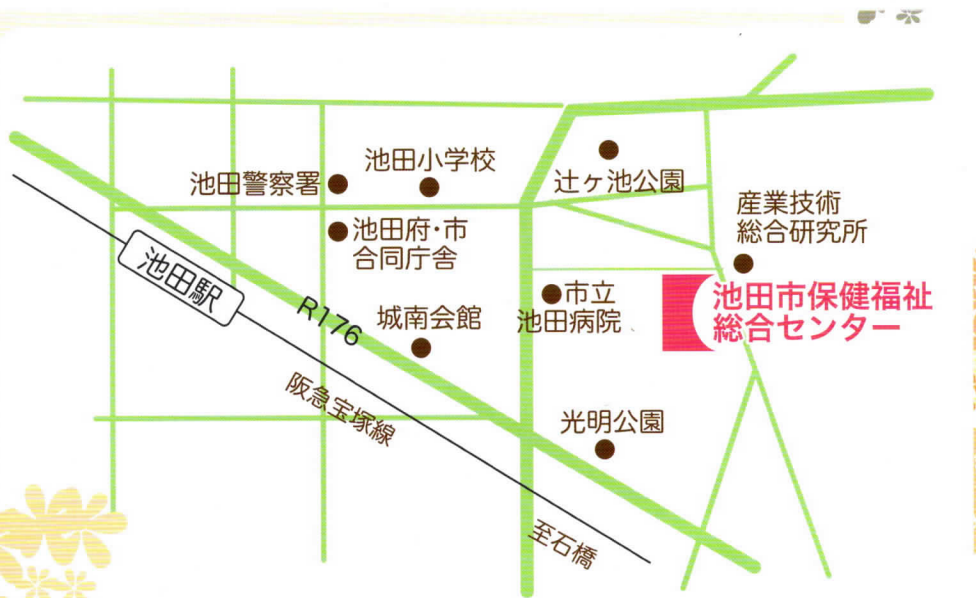 池田小学校
池田警察署
辻ヶ池公園
産業技術
総合研究所
池田府・市
合同庁舎
池田駅
R176
城南会館
市立
池田病院
池田市保健福祉
総合センター
阪急宝塚線
光明公園
至石橋